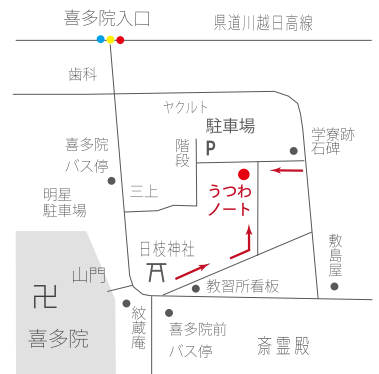 喜多院入口
県道川越日高線
歯科
ヤクルト
駐車場
P
階段
学寮跡
石碑
喜多院
バス停
うつわ
ノート
明星
駐車場
三上
日枝神社
敷島屋
山門
教習所看板
卍
喜多院
紋蔵庵
喜多院前
バス停
斎霊殿